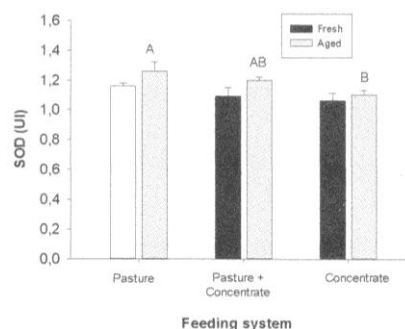 1,6
1,4
1,2
1,0
0,8
0,6
0,4
0,2
0,0
SOD (UI)
Fresh
Aged
A
AB
B
Pasture
Pasture +
Concentrate
Concentrate
Feeding system